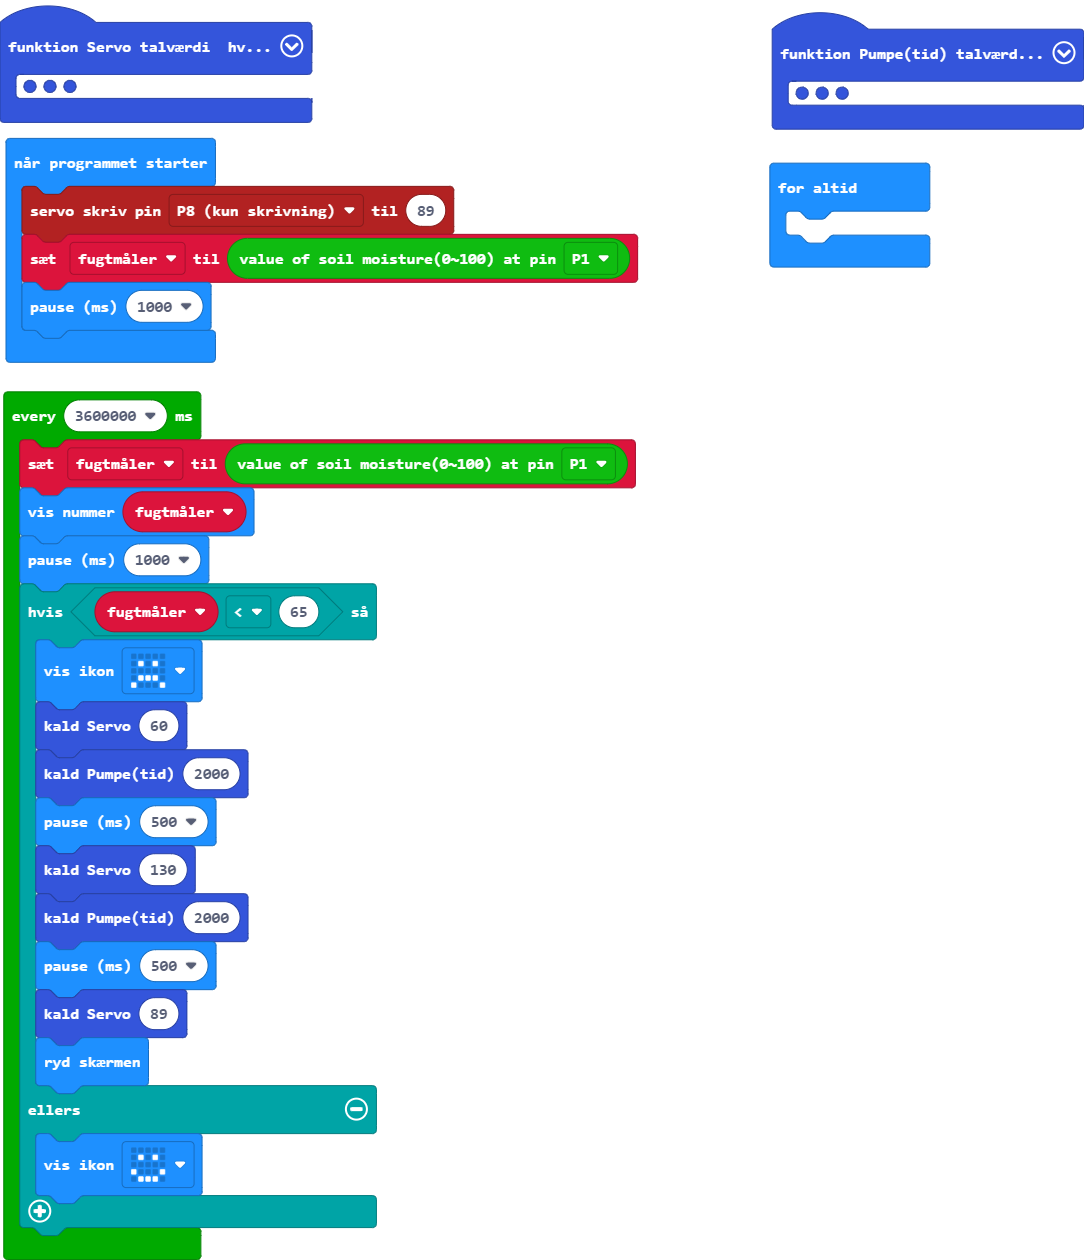 funktion Servo talværdi hv...
funktion Pumpe(tid) talværd...
når programmet starter
servo skriv pin P8 (kun skrivning) til 89
sæt fugtmåler til value of soil moisture(0~100) at pin P1
pause (ms) 1000
for altid
every 3600000 ms
sæt fugtmåler til value of soil moisture(0~100) at pin P1
vis nummer fugtmåler
pause (ms) 1000
hvis fugtmåler < 65 så
vis ikon
kald Servo 60
kald Pumpe(tid) 2000
pause (ms) 500
kald Servo 130
kald Pumpe(tid) 2000
pause (ms) 500
kald Servo 89
ryd skærmen
ellers
vis ikon